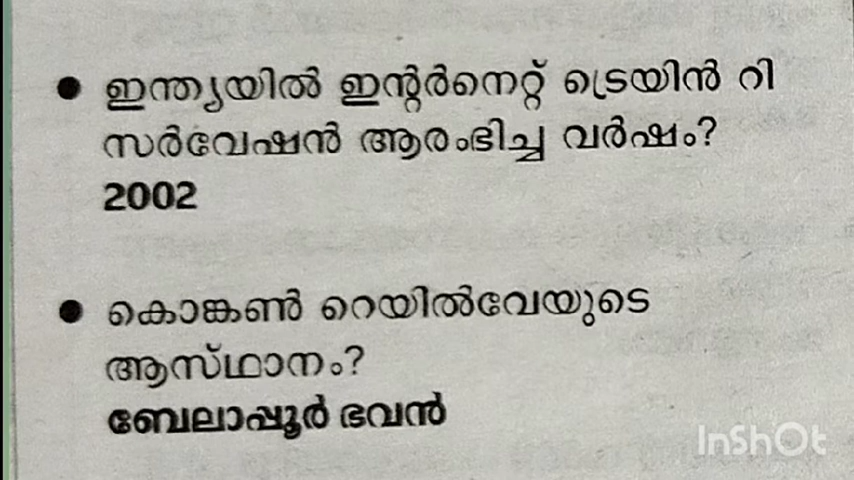 ● ഇന്ത്യയിൽ ഇന്റർനെറ്റ് ട്രെയിൻ റി
സർവേഷൻ ആരംഭിച്ച വർഷം?
2002
● കൊങ്കൺ റെയിൽവേയുടെ
ആസ്ഥാനം?
ബേലാപ്പൂർ ഭവൻ
InShOt